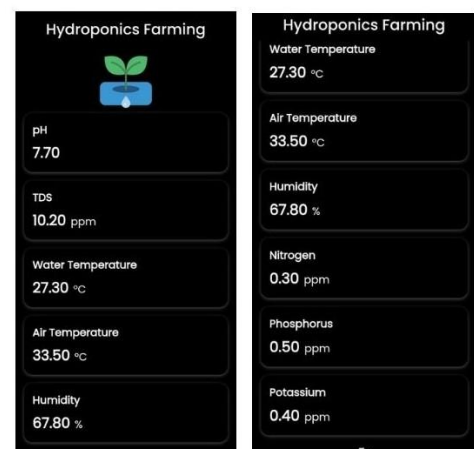 Hydroponics Farming
pH
7.70
TDS
10.20 ppm
Water Temperature
27.30 °C
Air Temperature
33.50 °C
Humidity
67.80 %
Hydroponics Farming
Water Temperature
27.30 °C
Air Temperature
33.50 °C
Humidity
67.80 %
Nitrogen
0.30 ppm
Phosphorus
0.50 ppm
Potassium
0.40 ppm